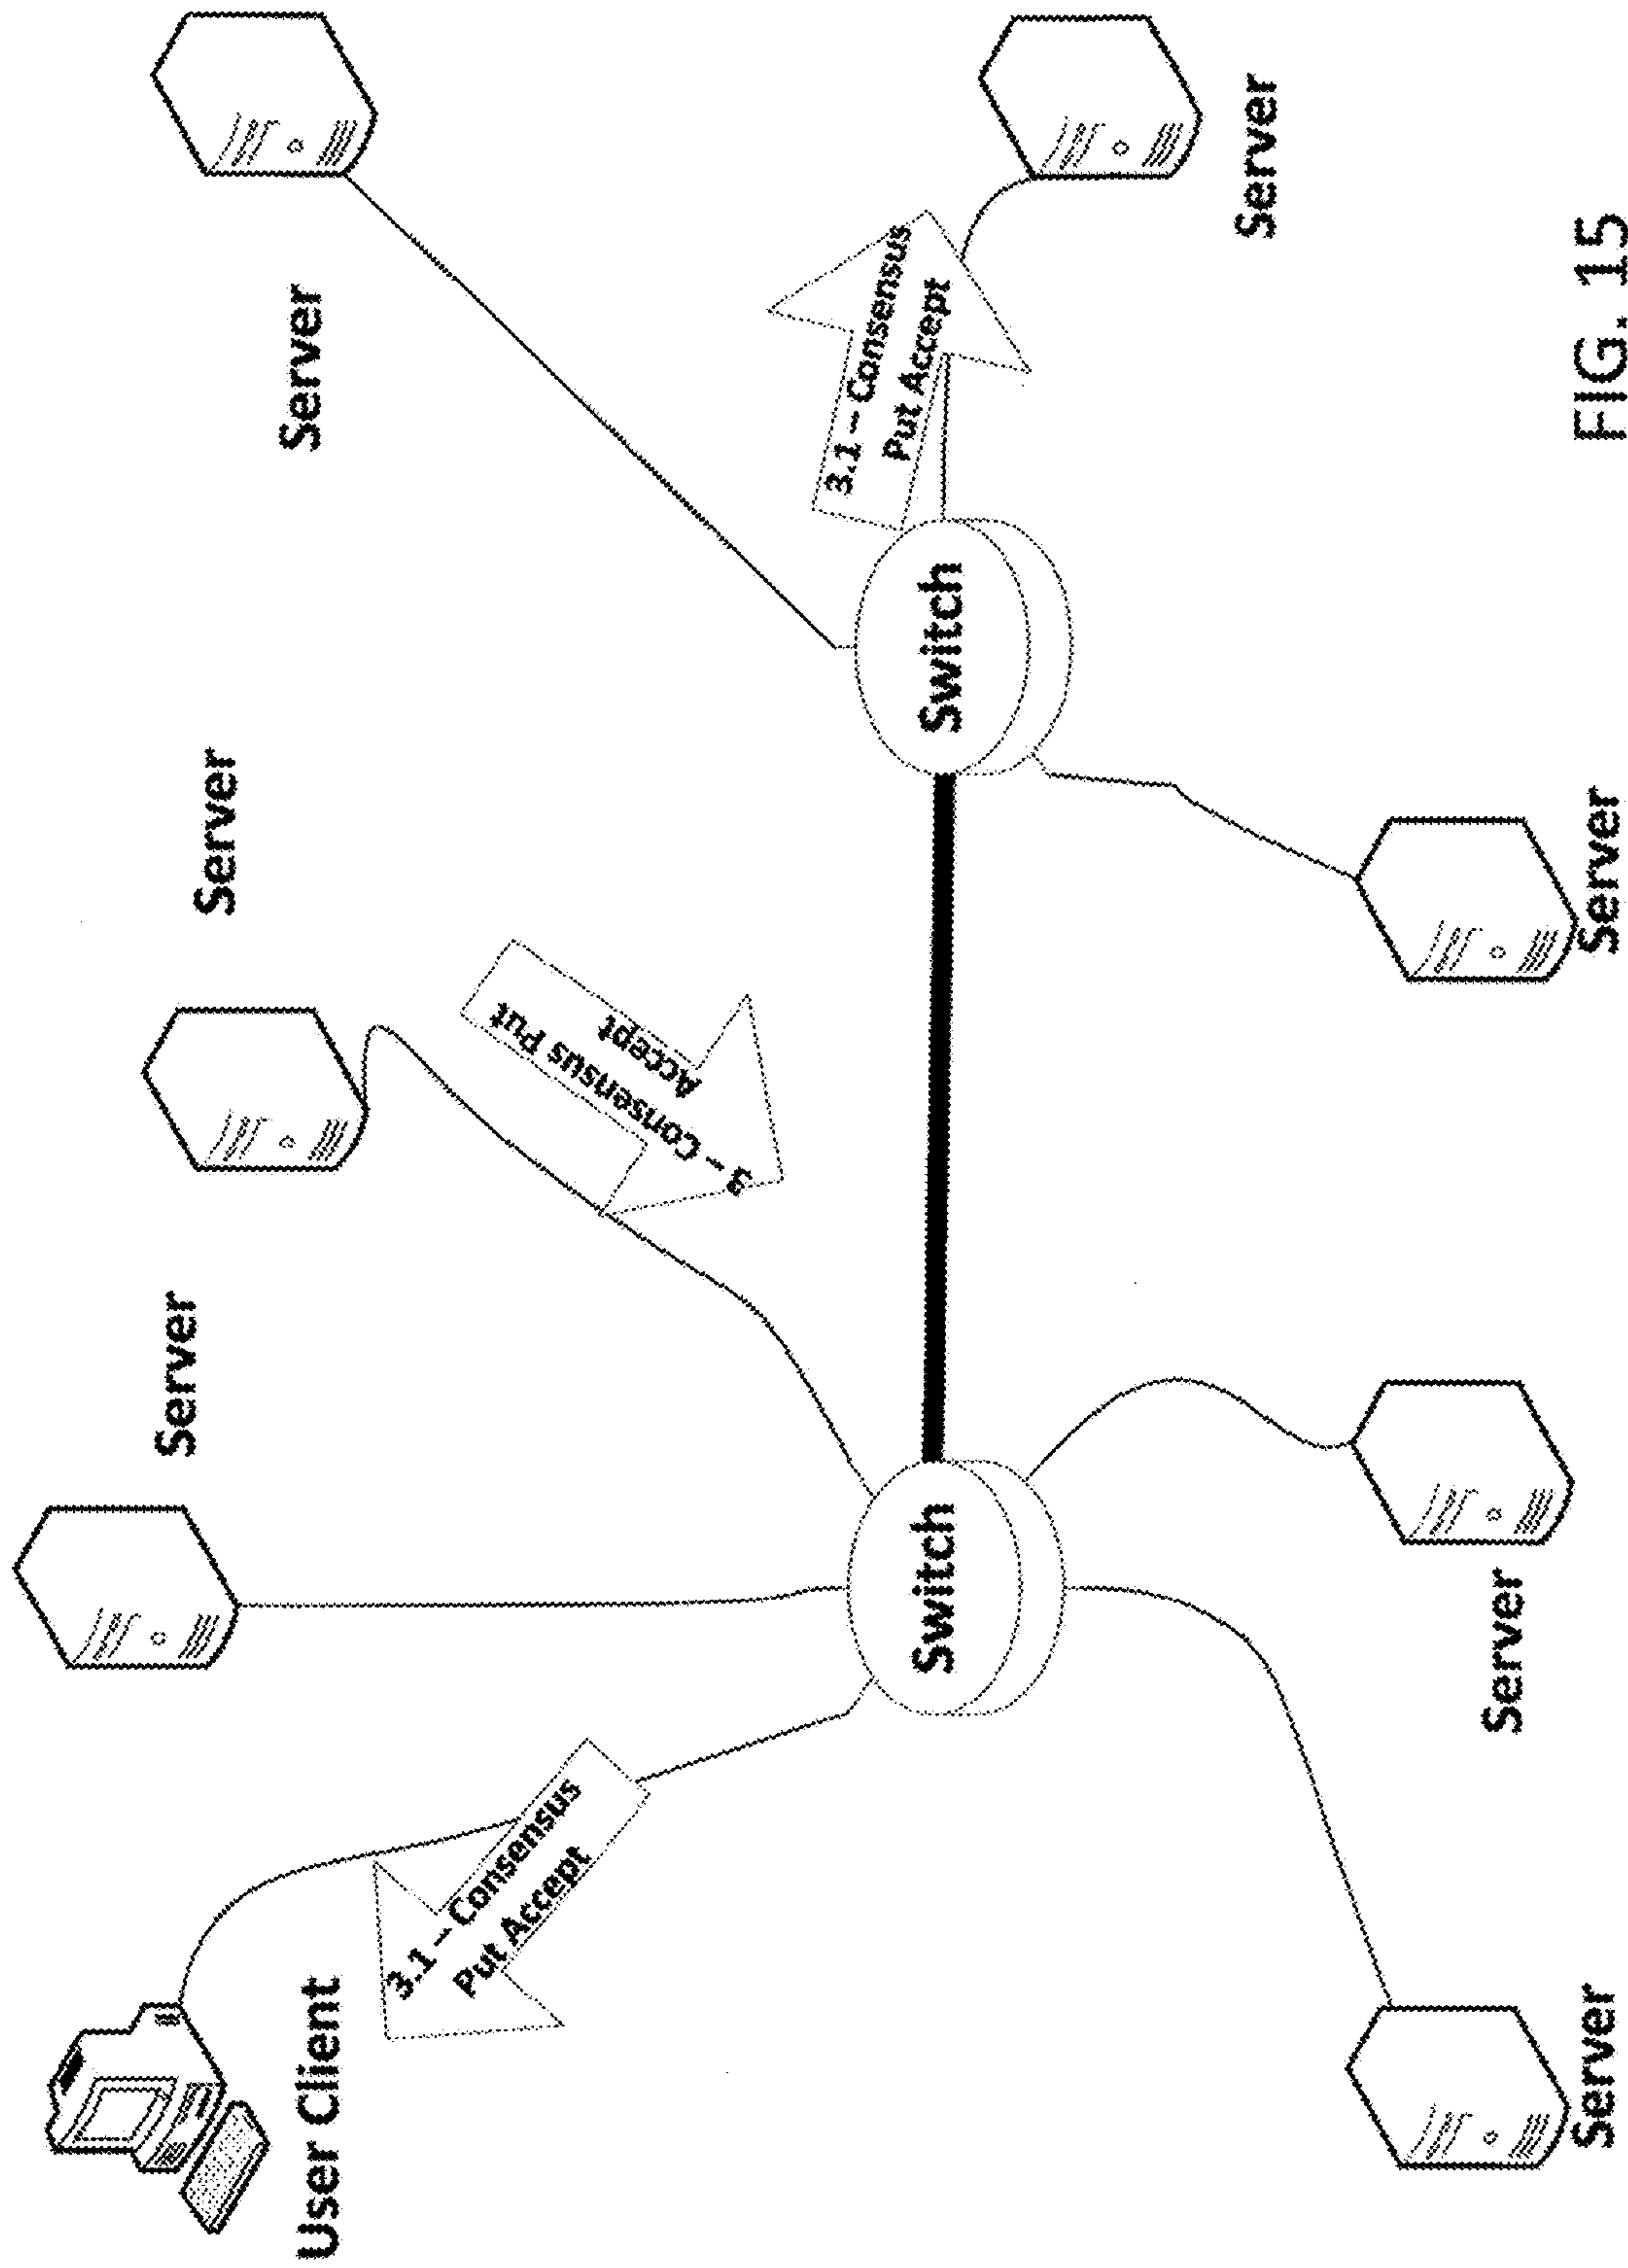 User Client
Server
Server
Server
3.1 – Consensus
Put Accept
3 – Consensus Put
Accept
3.1 – Consensus
Put Accept
Switch
Switch
Server
Server
Server
Server
FIG. 15